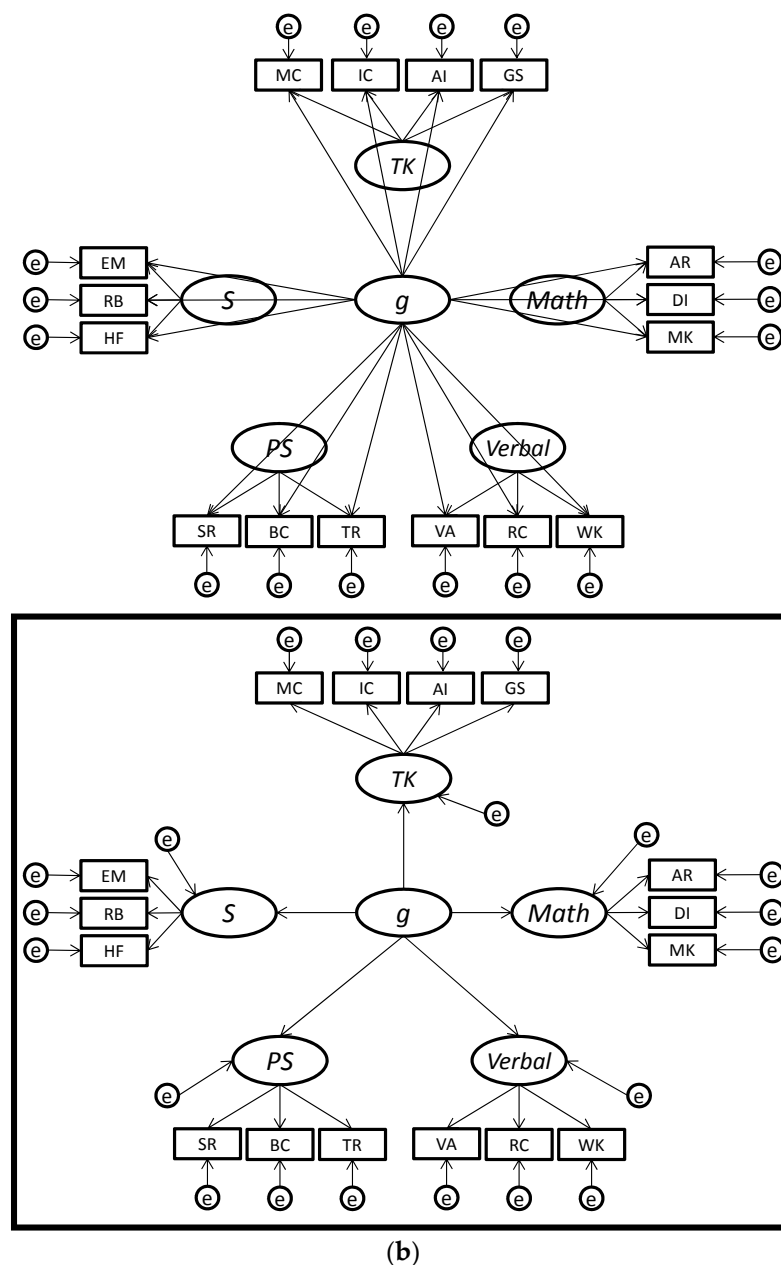 e e e e
MC IC AI GS
TK
e EM AR e
e RB S g Math DI e
e HF MK e
PS Verbal
SR BC TR VA RC WK
e e e e e e
e e e e
MC IC AI GS
TK
e
e e
e EM AR e
e RB S g Math DI e
e HF MK e
PS Verbal
e e
SR BC TR VA RC WK
e e e e e e
(b)